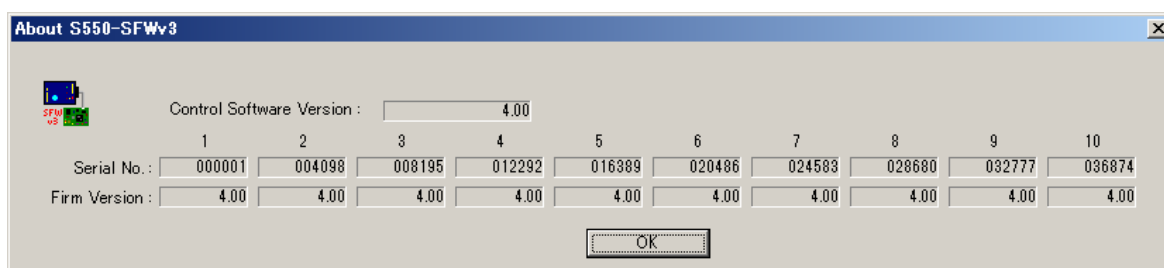 About S550-SFWv3
SFW
v3
Control Software Version : 4.00
1 2 3 4 5 6 7 8 9 10
Serial No. : 000001 004098 008195 012292 016389 020486 024583 028680 032777 036874
Firm Version : 4.00 4.00 4.00 4.00 4.00 4.00 4.00 4.00 4.00 4.00
OK